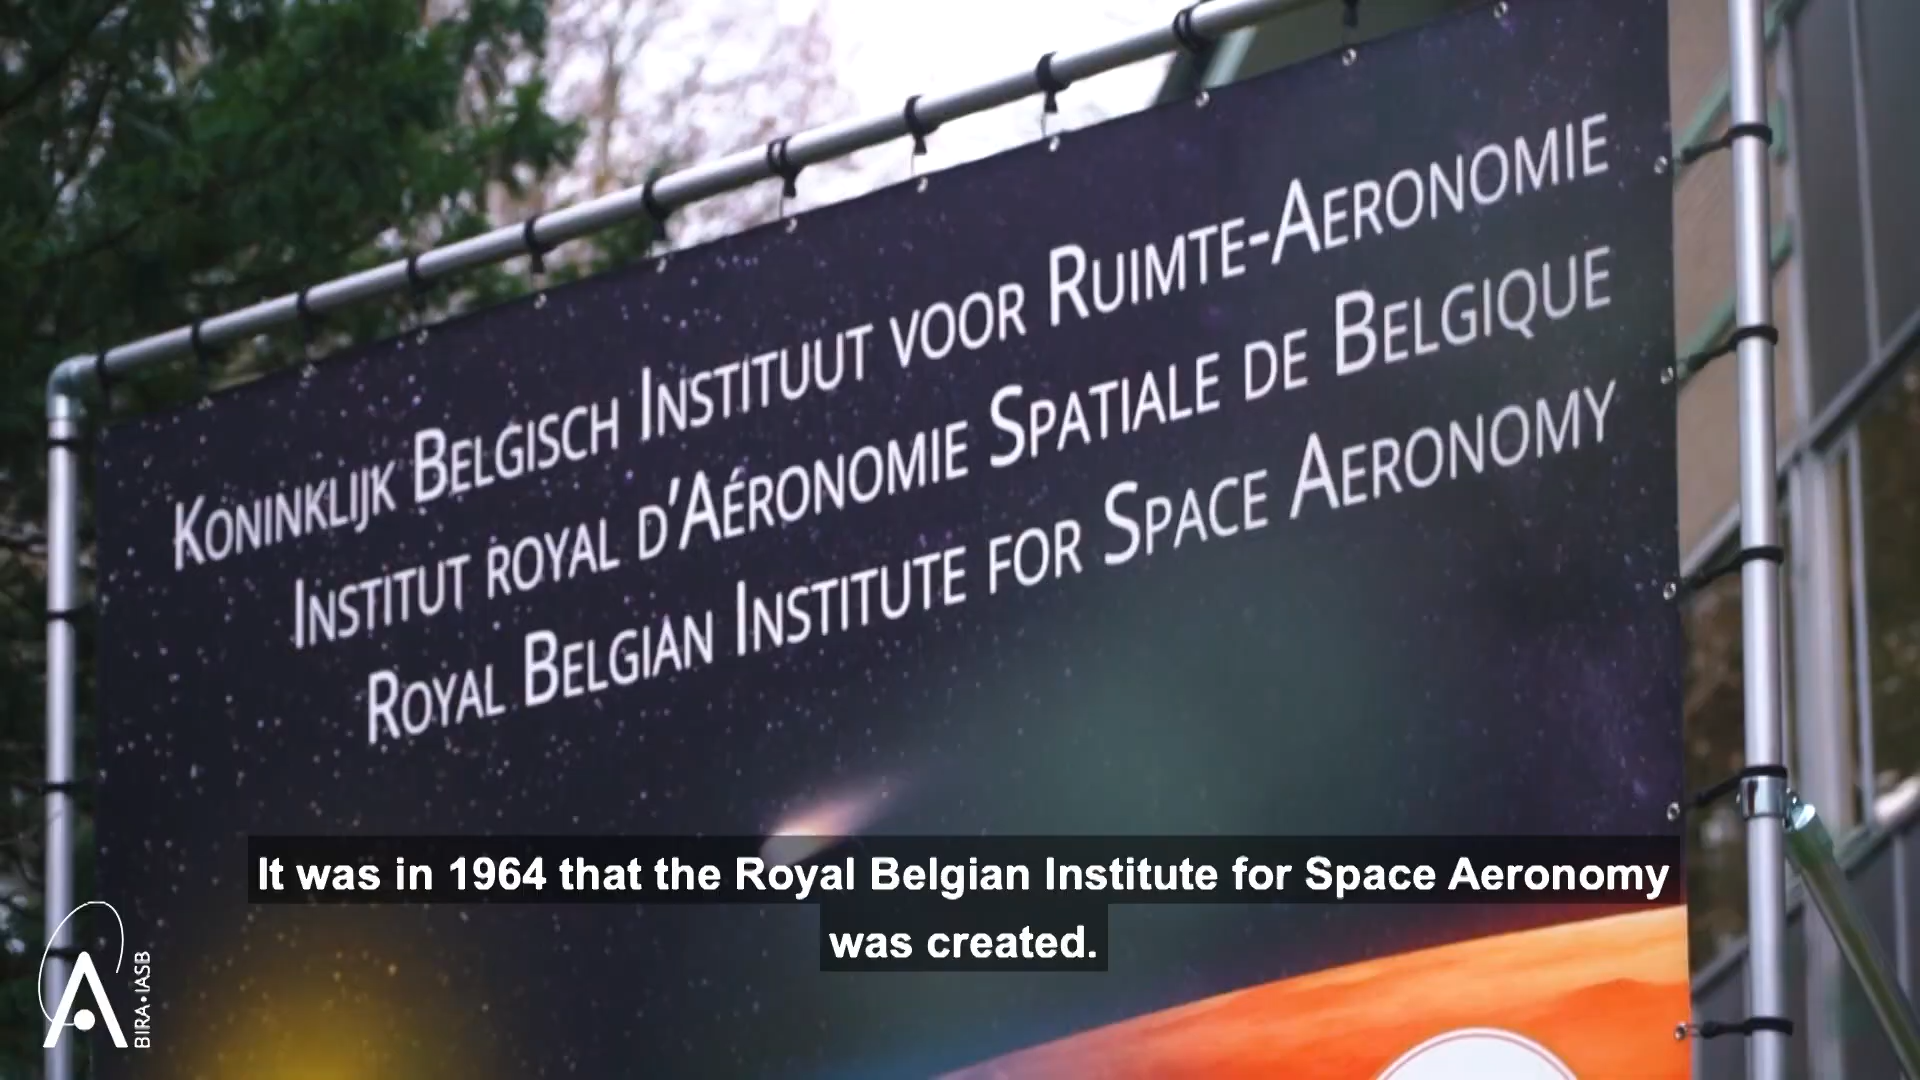 KONINKLIJK BELGISCH INSTITUUT VOOR RUIMTE-AERONOMIE
INSTITUT ROYAL D'AÉRONOMIE SPATIALE DE BELGIQUE
ROYAL BELGIAN INSTITUTE FOR SPACE AERONOMY
It was in 1964 that the Royal Belgian Institute for Space Aeronomy
was created.
BIRA•IASB